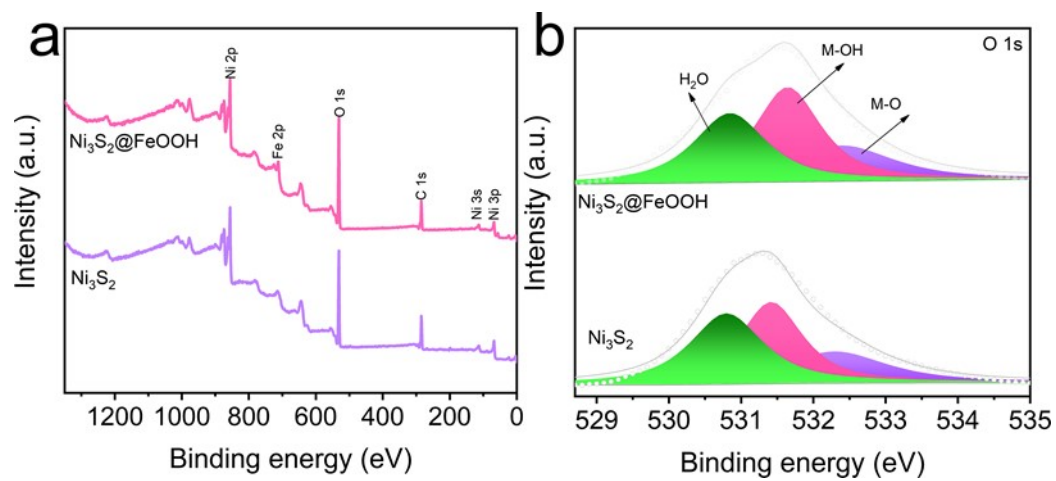 a
Intensity (a.u.)
Ni₃S₂@FeOOH
Ni₃S₂
Ni 2p
Fe 2p
O 1s
C 1s
Ni 3s
Ni 3p
1200 1000 800 600 400 200 0
Binding energy (eV)
b
O 1s
Intensity (a.u.)
H₂O
M-OH
M-O
Ni₃S₂@FeOOH
Ni₃S₂
529 530 531 532 533 534 535
Binding energy (eV)